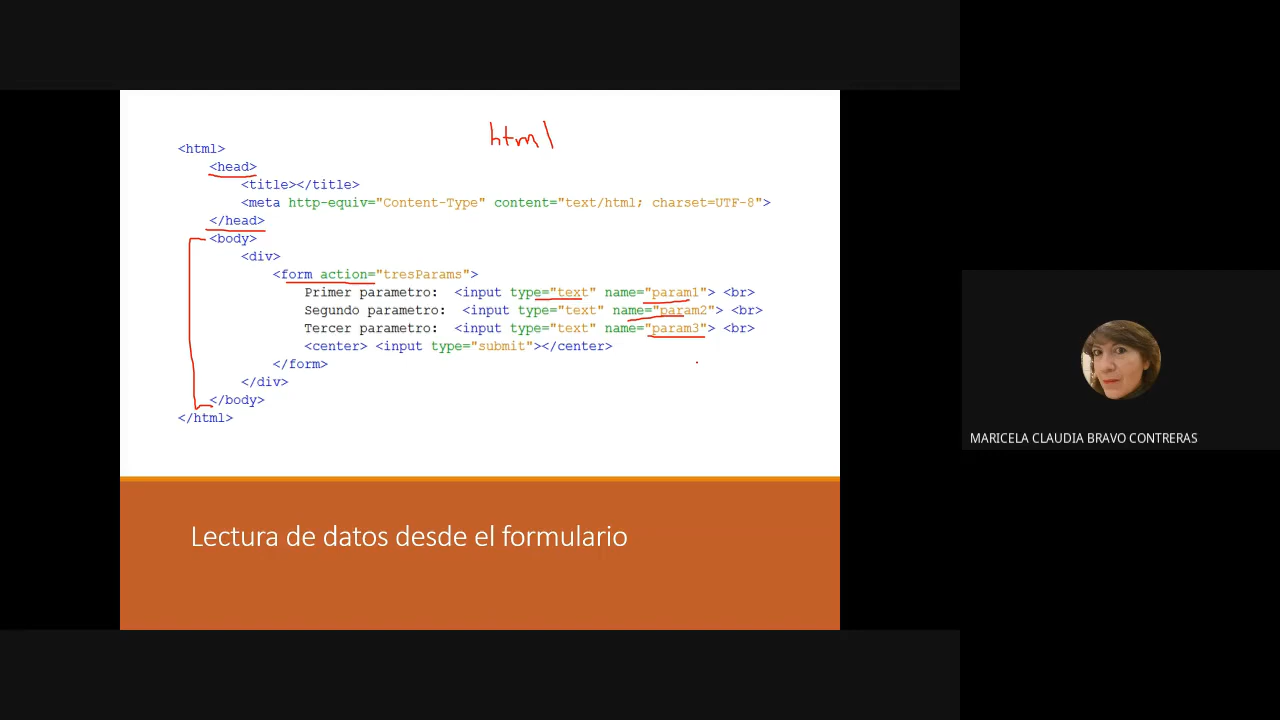 html
<html>
<head>
<title></title>
<meta http-equiv="Content-Type" content="text/html; charset=UTF-8">
</head>
<body>
<div>
<form action="tresParams">
Primer parametro: <input type="text" name="param1"> <br>
Segundo parametro: <input type="text" name="param2"> <br>
Tercer parametro: <input type="text" name="param3"> <br>
<center> <input type="submit"></center>
</form>
</div>
</body>
</html>
Lectura de datos desde el formulario
MARICELA CLAUDIA BRAVO CONTRERAS